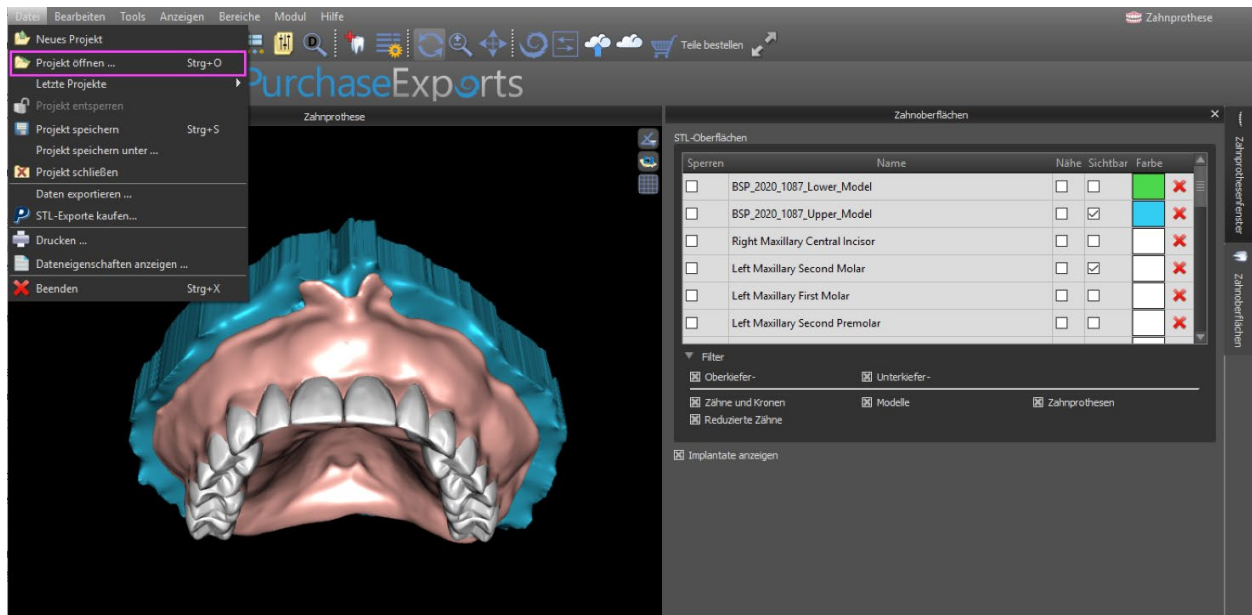 Datei Bearbeiten Tools Anzeigen Bereiche Modul Hilfe
Zahnprothese
Neues Projekt
Projekt öffnen ... Strg+O
Letzte Projekte
Projekt entsperren
Projekt speichern Strg+S
Projekt speichern unter ...
Projekt schließen
Daten exportieren ...
STL-Exporte kaufen...
Drucken ...
Dateneigenschaften anzeigen ...
Beenden Strg+X
D
Teile bestellen
PurchaseExports
Zahnprothese
Zahnoberflächen
STL-Oberflächen
Sperren Name Nähe Sichtbar Farbe
BSP_2020_1087_Lower_Model
BSP_2020_1087_Upper_Model
Right Maxillary Central Incisor
Left Maxillary Second Molar
Left Maxillary First Molar
Left Maxillary Second Premolar
Filter
Oberkiefer- Unterkiefer-
Zähne und Kronen Modelle Zahnprothesen
Reduzierte Zähne
Implantate anzeigen
Zahnprothesenfenster
Zahnoberflächen